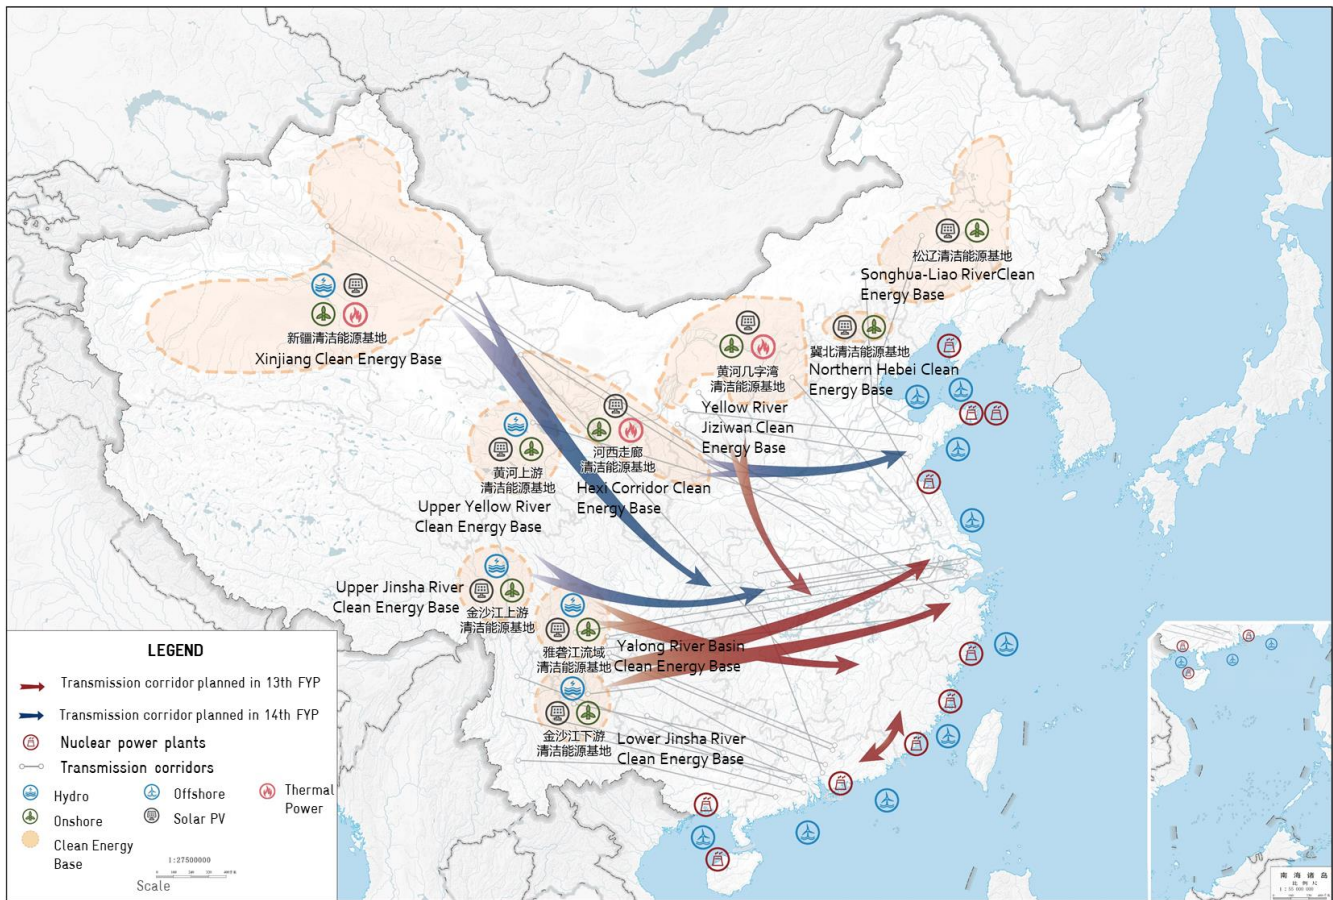 新疆清洁能源基地
Xinjiang Clean Energy Base
松辽清洁能源基地
Songhua-Liao RiverClean
Energy Base
冀北清洁能源基地
Northern Hebei Clean
Energy Base
黄河几字湾
清洁能源基地
Yellow River
Jiziwan Clean
Energy Base
河西走廊
清洁能源基地
Hexi Corridor Clean
Energy Base
黄河上游
清洁能源基地
Upper Yellow River
Clean Energy Base
Upper Jinsha River
Clean Energy Base
金沙江上游
清洁能源基地
雅砻江流域
清洁能源基地
Yalong River Basin
Clean Energy Base
金沙江下游
清洁能源基地
Lower Jinsha River
Clean Energy Base
LEGEND
Transmission corridor planned in 13th FYP
Transmission corridor planned in 14th FYP
Nuclear power plants
Transmission corridors
Hydro
Offshore
Thermal
Power
Onshore
Solar PV
Clean Energy
Base
1:27500000
Scale
南海诸岛
比例尺